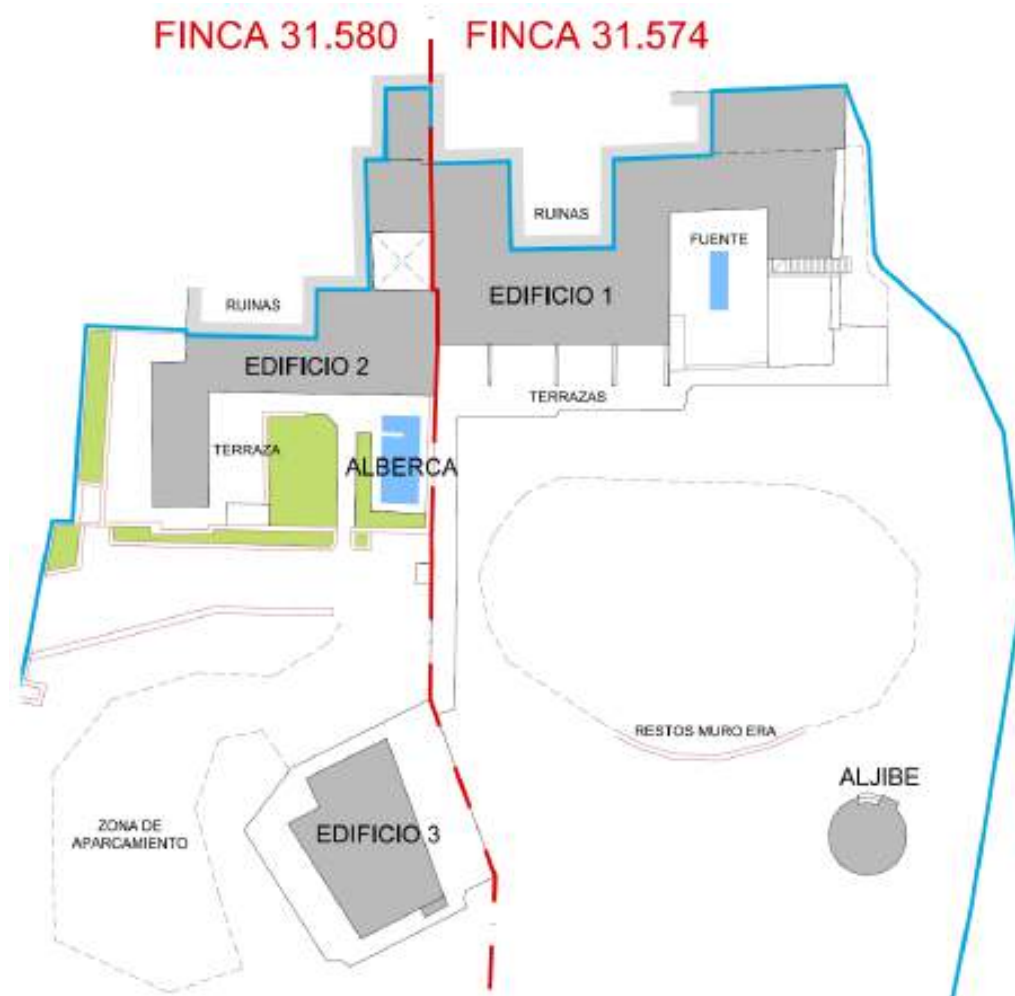 FINCA 31.580
FINCA 31.574
RUINAS
FUENTE
EDIFICIO 1
RUINAS
EDIFICIO 2
TERRAZAS
TERRAZA
ALBERCA
RESTOS MURO ERA
ALJIBE
ZONA DE
APARCAMIENTO
EDIFICIO 3